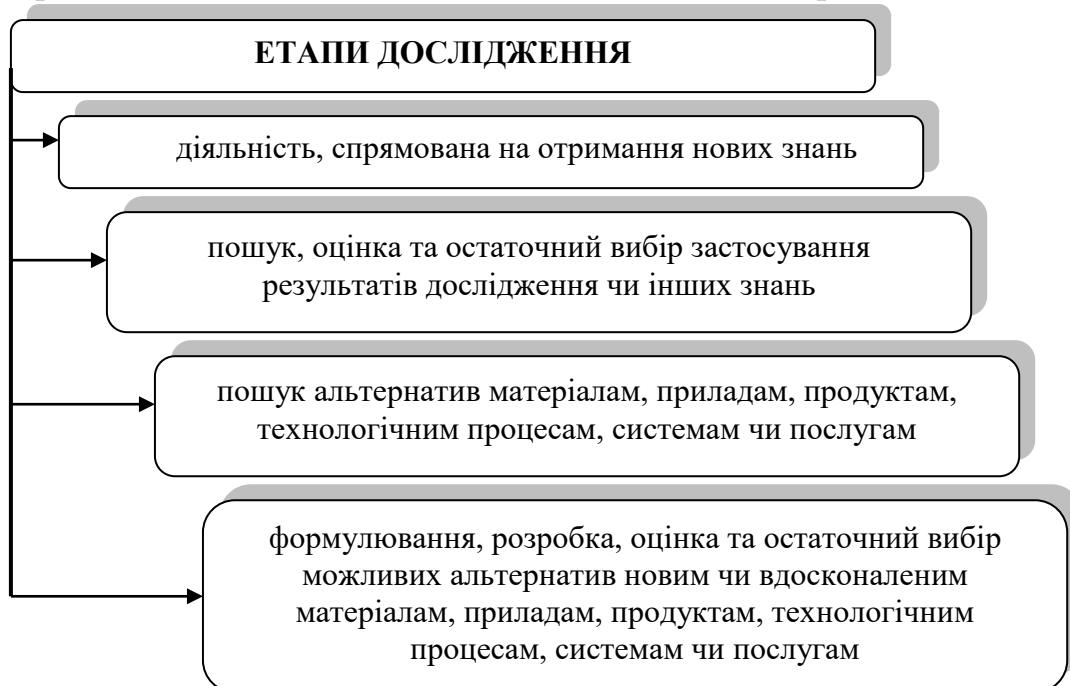 ЕТАПИ ДОСЛІДЖЕННЯ
діяльність, спрямована на отримання нових знань
пошук, оцінка та остаточний вибір застосування
результатів дослідження чи інших знань
пошук альтернатив матеріалам, приладам, продуктам,
технологічним процесам, системам чи послугам
формулювання, розробка, оцінка та остаточний вибір
можливих альтернатив новим чи вдосконаленим
матеріалам, приладам, продуктам, технологічним
процесам, системам чи послугам